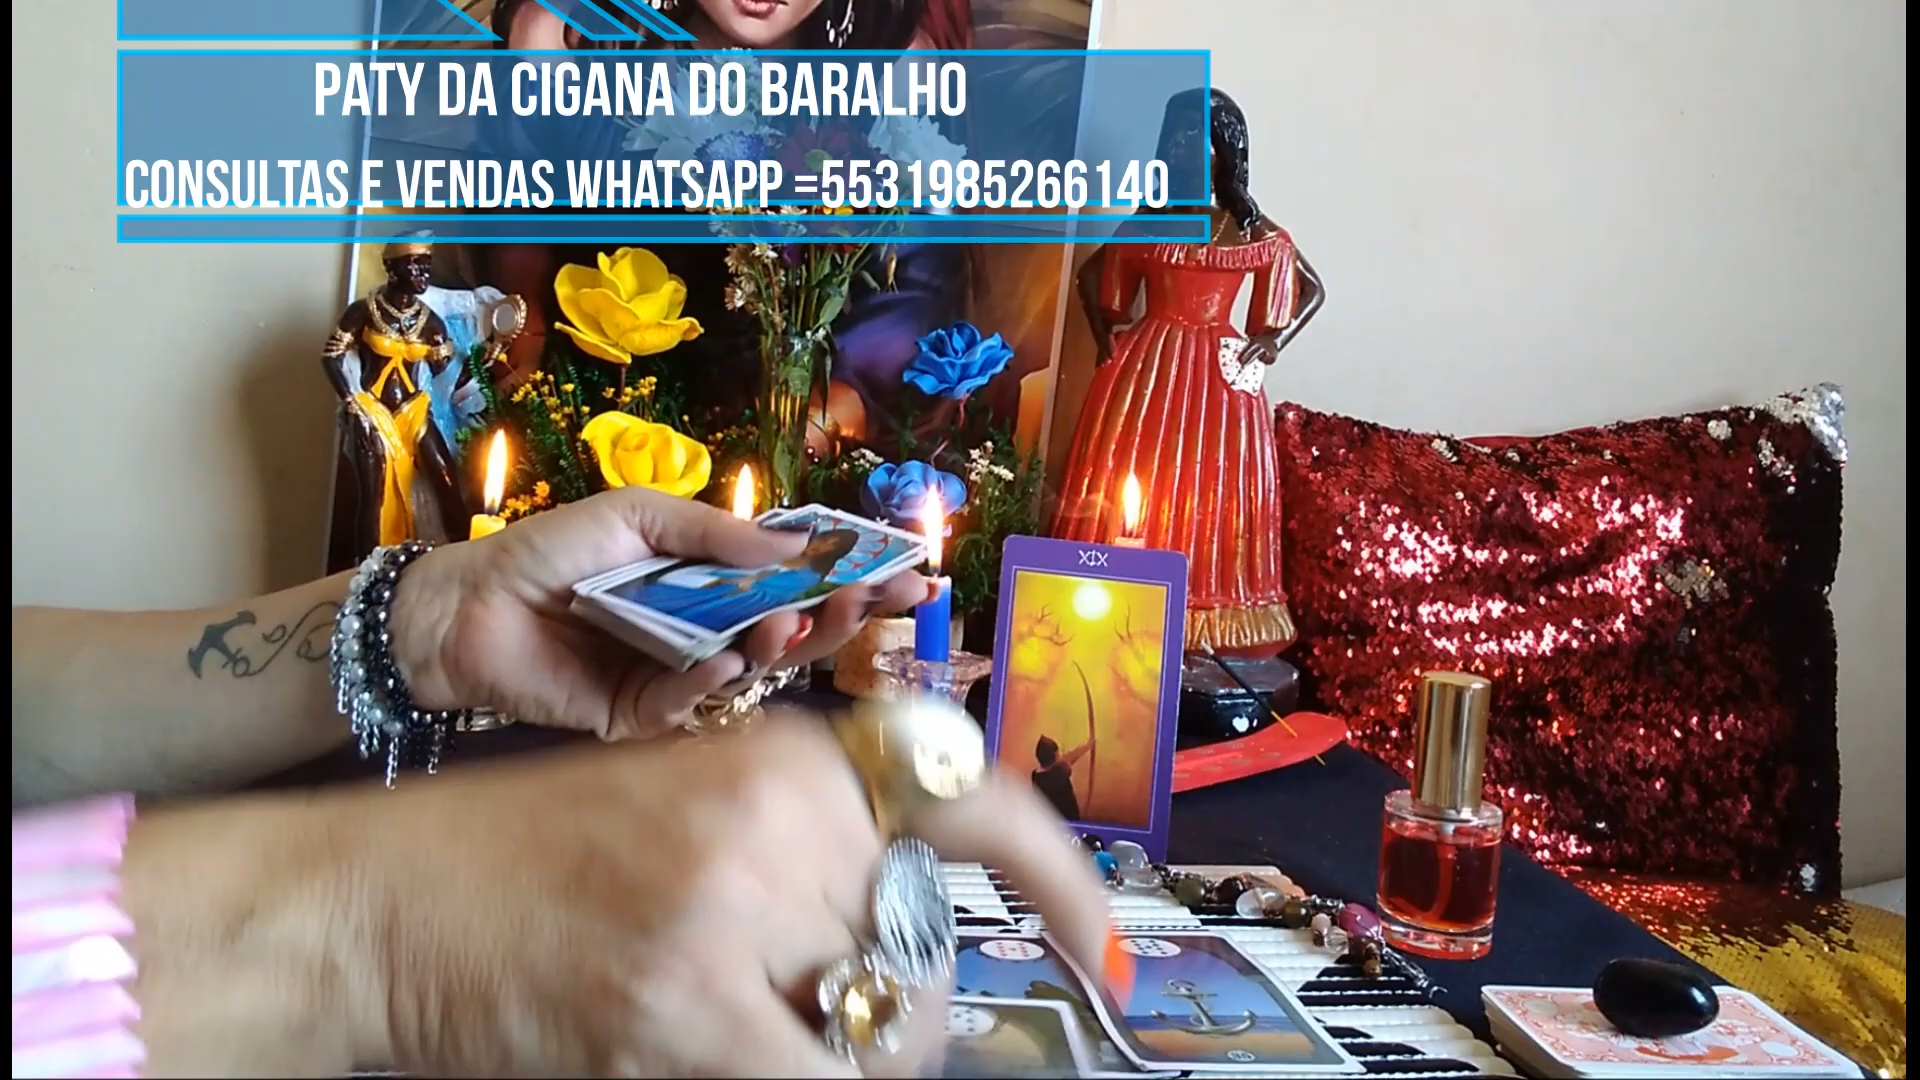 PATY DA CIGANA DO BARALHO
CONSULTAS E VENDAS WHATSAPP =5531985266140
XIX